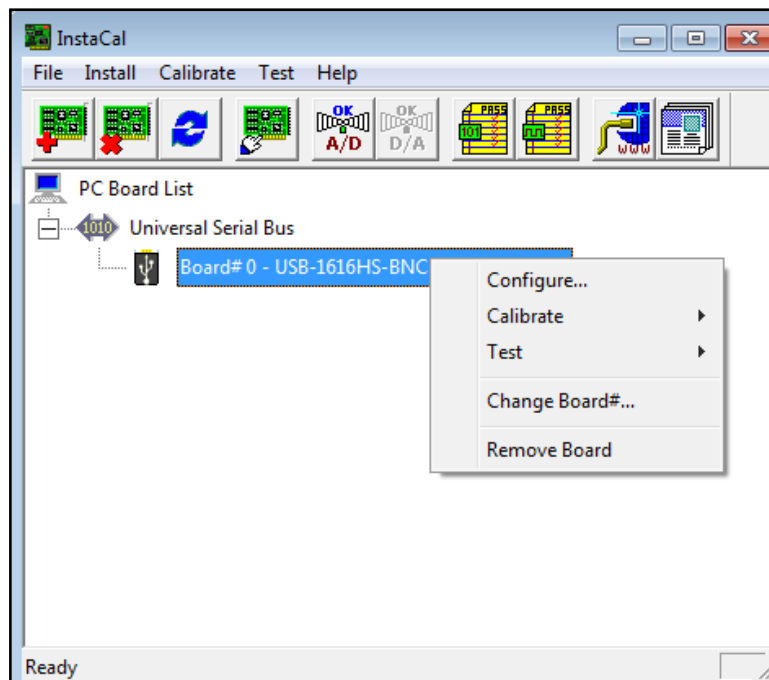 InstaCal
File Install Calibrate Test Help
OK A/D OK D/A 101 PASS PASS WWW
PC Board List
1010 Universal Serial Bus
Board# 0 - USB-1616HS-BNC
Configure...
Calibrate
Test
Change Board#...
Remove Board
Ready